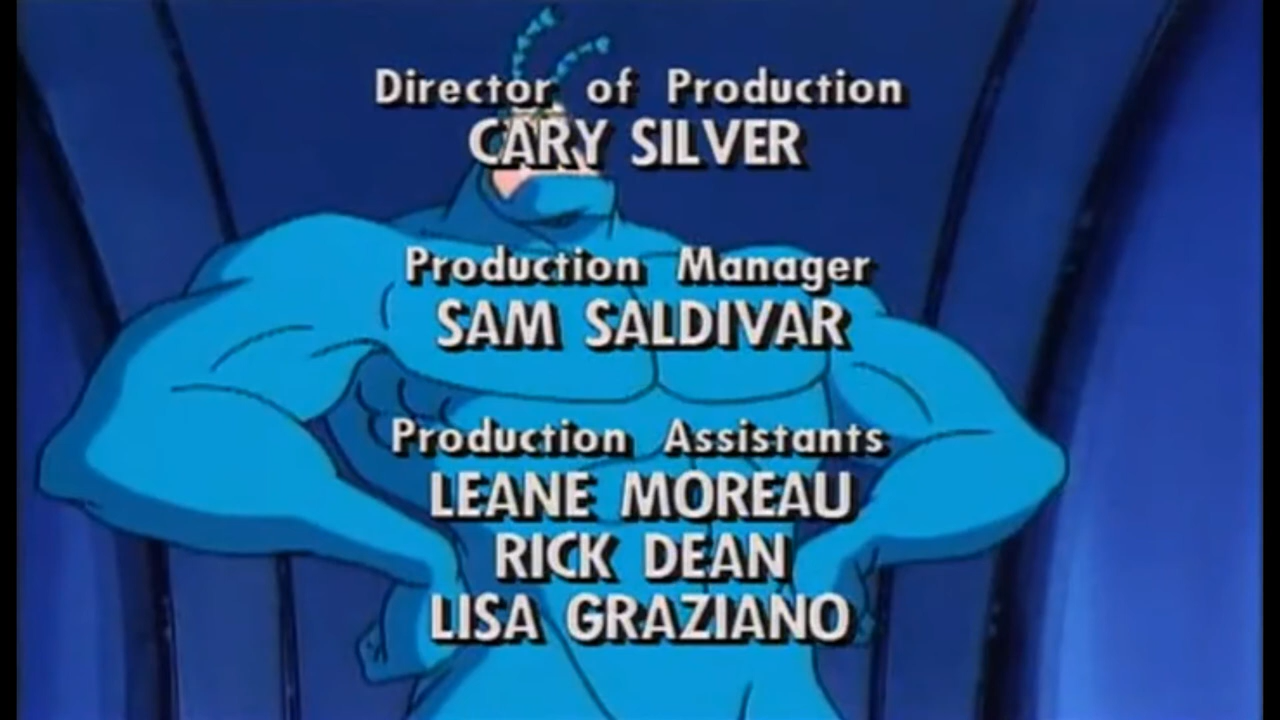 Director of Production
CARY SILVER
Production Manager
SAM SALDIVAR
Production Assistants
LEANE MOREAU
RICK DEAN
LISA GRAZIANO